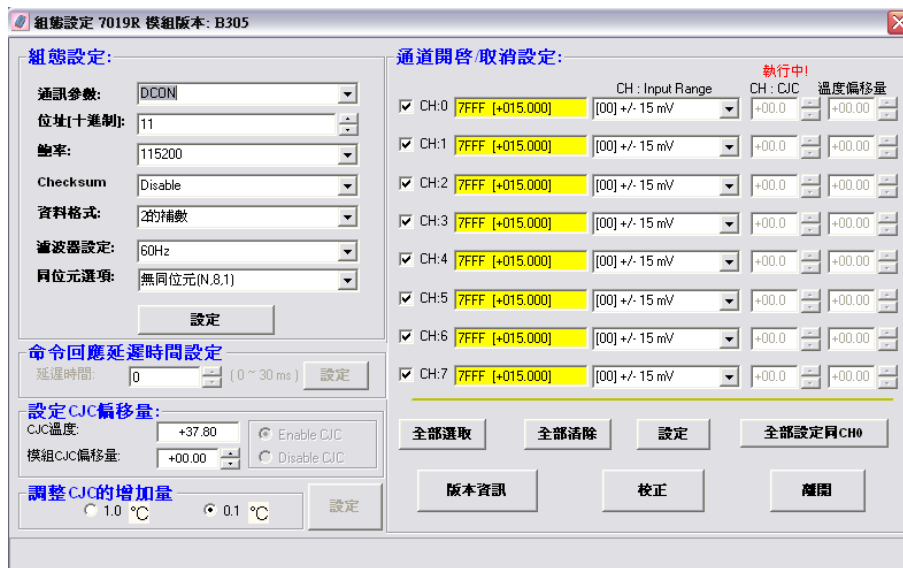 組態設定 7019R 模組版本: B305
組態設定:
通訊參數: DCON
位址[十進制]: 11
鮑率: 115200
Checksum Disable
資料格式: 2的補數
濾波器設定: 60Hz
同位元選項: 無同位元(N,8,1)
設定
命令回應延遲時間設定
延遲時間: 0 ( 0 ~ 30 ms ) 設定
設定CJC偏移量:
CJC溫度: +37.80
Enable CJC
模組CJC偏移量: +00.00
Disable CJC
調整CJC的增加量
1.0 °C 0.1 °C 設定
通道開啓/取消設定:
執行中!
CH : Input Range CH : CJC 溫度偏移量
CH:0 7FFF [+015.000] [00] +/- 15 mV +00.0 +00.00
CH:1 7FFF [+015.000] [00] +/- 15 mV +00.0 +00.00
CH:2 7FFF [+015.000] [00] +/- 15 mV +00.0 +00.00
CH:3 7FFF [+015.000] [00] +/- 15 mV +00.0 +00.00
CH:4 7FFF [+015.000] [00] +/- 15 mV +00.0 +00.00
CH:5 7FFF [+015.000] [00] +/- 15 mV +00.0 +00.00
CH:6 7FFF [+015.000] [00] +/- 15 mV +00.0 +00.00
CH:7 7FFF [+015.000] [00] +/- 15 mV +00.0 +00.00
全部選取 全部清除 設定 全部設定同CH0
版本資訊 校正 離開